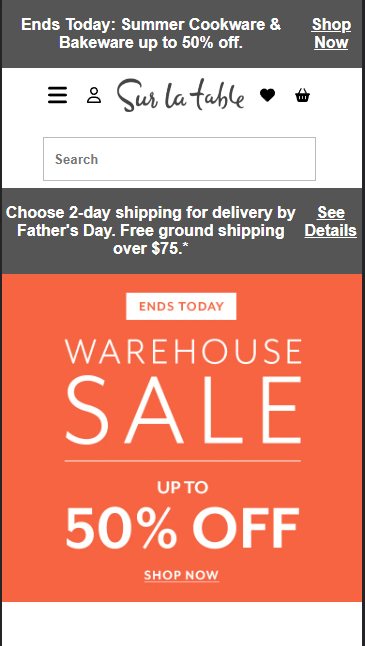 Ends Today: Summer Cookware &
Bakeware up to 50% off.
Shop
Now
Sur la table
Search
Choose 2-day shipping for delivery by
Father's Day. Free ground shipping
over $75.*
See
Details
ENDS TODAY
WAREHOUSE
SALE
UP TO
50% OFF
SHOP NOW